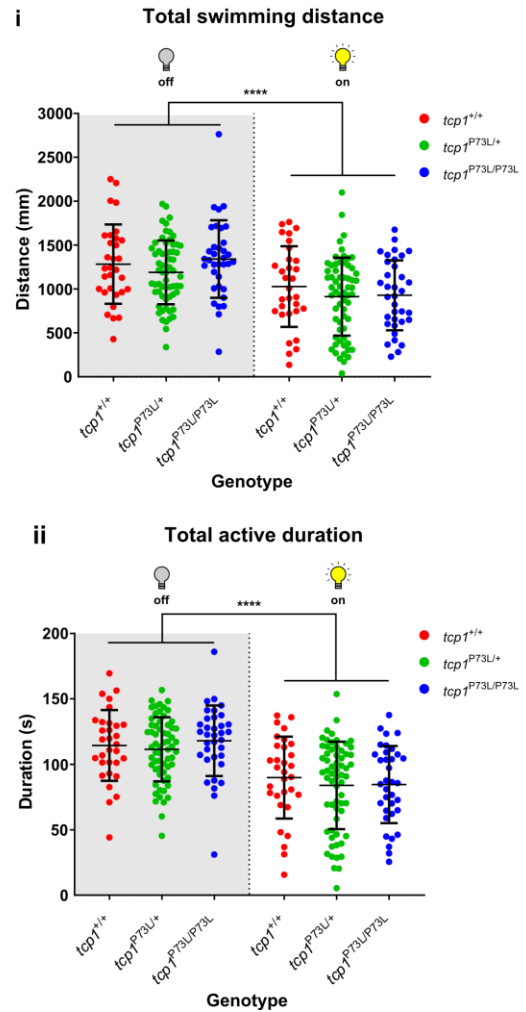 i
Total swimming distance
off
on
****
3000
2500
2000
1500
1000
500
0
Distance (mm)
tcp1+/+
tcp1P73L/+
tcp1P73L/P73L
tcp1+/+
tcp1P73L/+
tcp1P73L/P73L
Genotype
tcp1+/+
tcp1P73L/+
tcp1P73L/P73L
ii
Total active duration
off
on
****
200
150
100
50
0
Duration (s)
tcp1+/+
tcp1P73L/+
tcp1P73L/P73L
tcp1+/+
tcp1P73L/+
tcp1P73L/P73L
Genotype
tcp1+/+
tcp1P73L/+
tcp1P73L/P73L